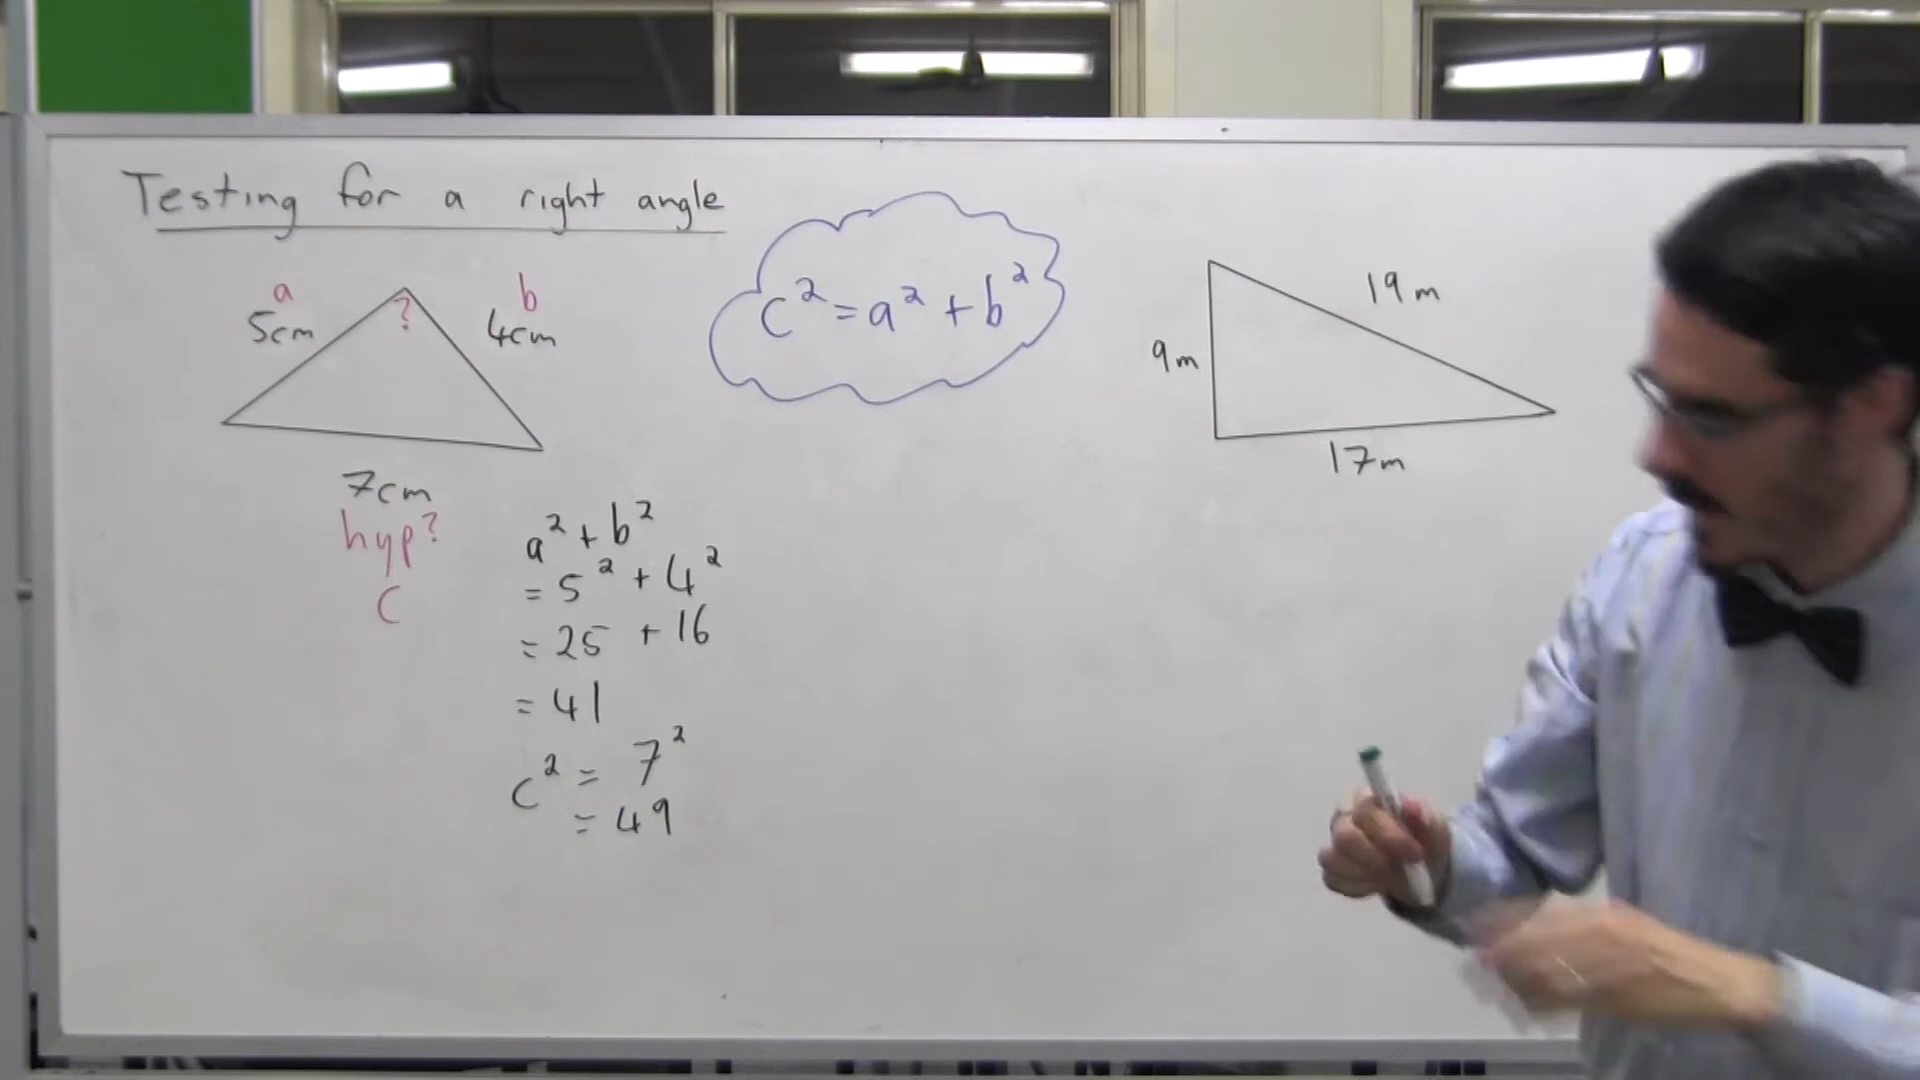 Testing for a right angle
a
5cm
?
b
4cm
7cm
hyp?
c
c² = a² + b²
19m
9m
17m
a² + b²
= 5² + 4²
= 25 + 16
= 41
c² = 7²
= 49